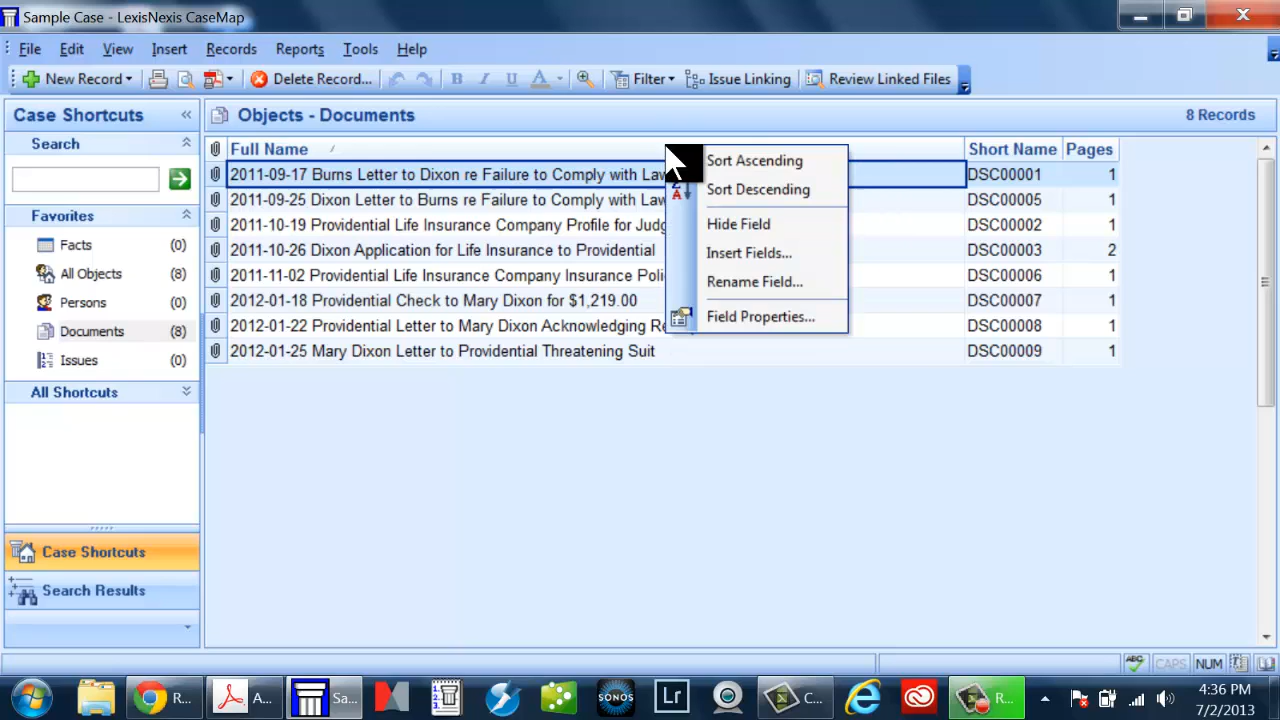 Sample Case - LexisNexis CaseMap
File Edit View Insert Records Reports Tools Help
New Record Delete Record... B I U A Filter Issue Linking Review Linked Files
Case Shortcuts
Objects - Documents 8 Records
Search
Full Name Short Name Pages
2011-09-17 Burns Letter to Dixon re Failure to Comply with Law DSC00001 1
2011-09-25 Dixon Letter to Burns re Failure to Comply with Law DSC00005 1
2011-10-19 Providential Life Insurance Company Profile for Judg DSC00002 1
2011-10-26 Dixon Application for Life Insurance to Providential DSC00003 2
2011-11-02 Providential Life Insurance Company Insurance Poli DSC00006 1
2012-01-18 Providential Check to Mary Dixon for $1,219.00 DSC00007 1
2012-01-22 Providential Letter to Mary Dixon Acknowledging Re DSC00008 1
2012-01-25 Mary Dixon Letter to Providential Threatening Suit DSC00009 1
Sort Ascending
Sort Descending
Hide Field
Insert Fields...
Rename Field...
Field Properties...
Favorites
Facts (0)
All Objects (8)
Persons (0)
Documents (8)
Issues (0)
All Shortcuts
Case Shortcuts
Search Results
CAPS NUM
R... A... Sa... SONOS Lr C... R...
4:36 PM
7/2/2013